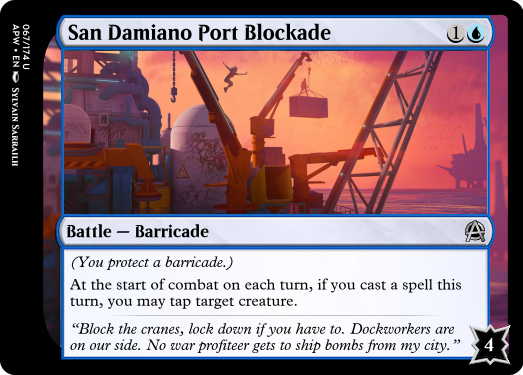 San Damiano Port Blockade
1
Battle — Barricade
(You protect a barricade.)
At the start of combat on each turn, if you cast a spell this
turn, you may tap target creature.
“Block the cranes, lock down if you have to. Dockworkers are
on our side. No war profiteer gets to ship bombs from my city.”
4
067/174 U
APW • EN Sylvain Sarrailh